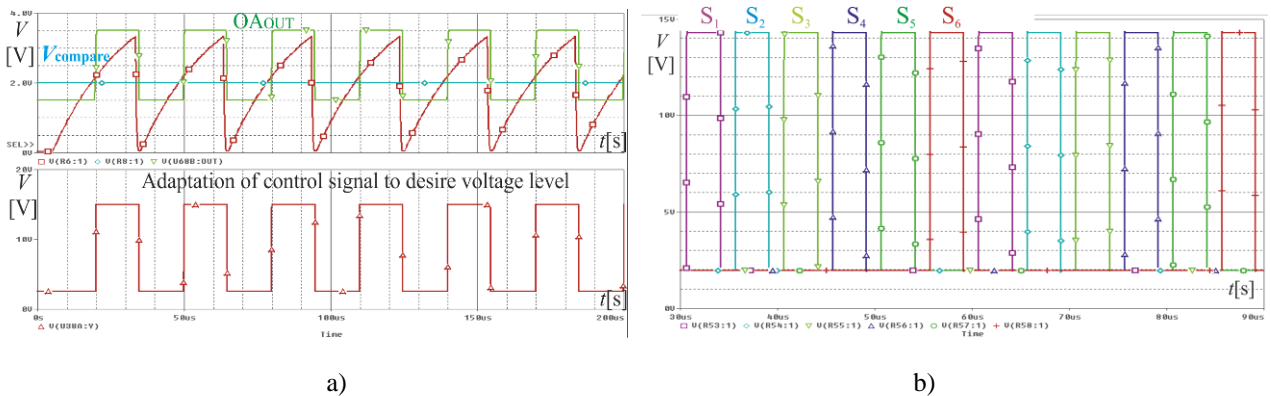 4.0V
V
[V]
OAOUT
Vcompare
2.0V
SEL>>
0V
t[s]
V(R6:1) V(R8:1) V(U68B:OUT)
20V
V
[V]
Adaptation of control signal to desire voltage level
10V
0V
t[s]
0s 50us 100us 150us 200us
V(U38A:Y)
Time
a)
S1 S2 S3 S4 S5 S6
15V
V
[V]
10V
5V
0V
t[s]
30us 40us 50us 60us 70us 80us 90us
V(R53:1) V(R54:1) V(R55:1) V(R56:1) V(R57:1) V(R58:1)
Time
b)